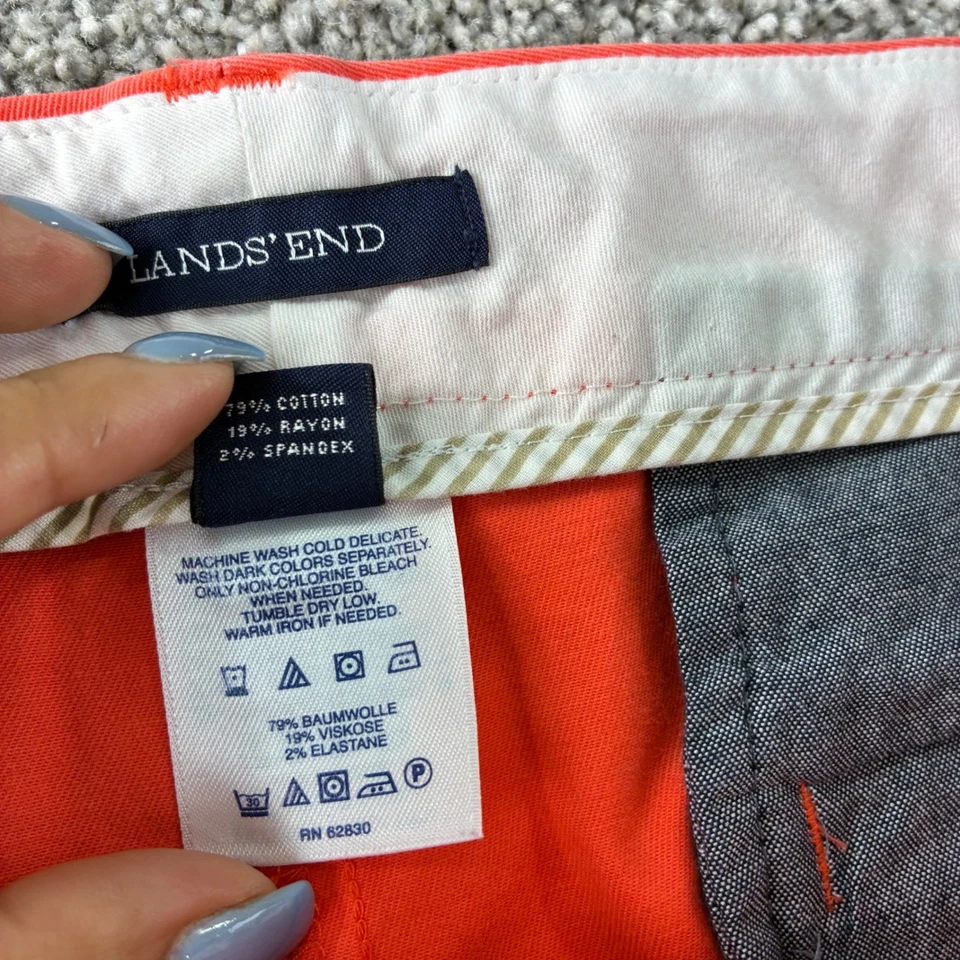 LANDS' END
79% COTTON
19% RAYON
2% SPANDEX
MACHINE WASH COLD DELICATE.
WASH DARK COLORS SEPARATELY.
ONLY NON-CHLORINE BLEACH
WHEN NEEDED.
TUMBLE DRY LOW.
WARM IRON IF NEEDED.
79% BAUMWOLLE
19% VISKOSE
2% ELASTANE
30 P
RN 62830